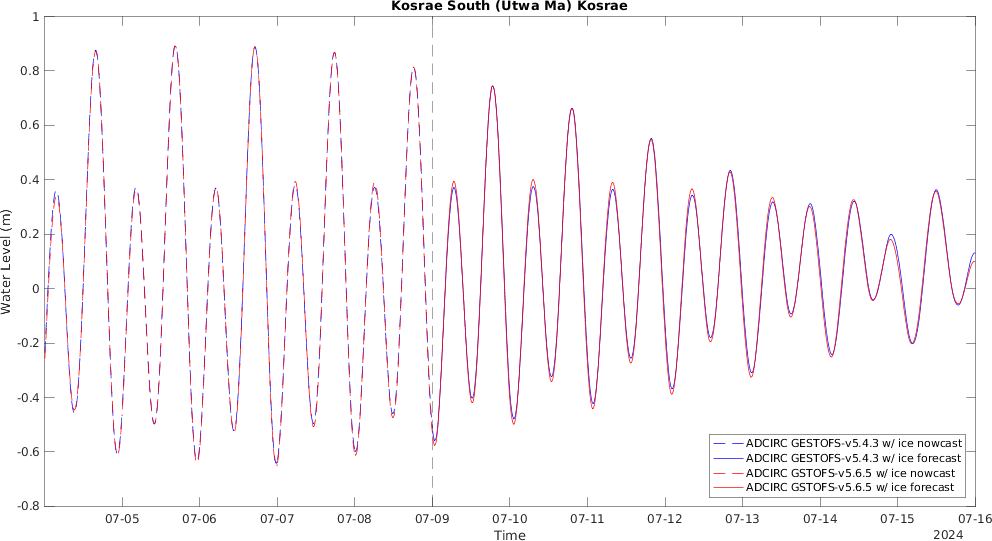 Kosrae South (Utwa Ma) Kosrae
1
0.8
0.6
0.4
0.2
0
-0.2
-0.4
-0.6
-0.8
Water Level (m)
ADCIRC GESTOFS-v5.4.3 w/ ice nowcast
ADCIRC GESTOFS-v5.4.3 w/ ice forecast
ADCIRC GSTOFS-v5.6.5 w/ ice nowcast
ADCIRC GSTOFS-v5.6.5 w/ ice forecast
07-05 07-06 07-07 07-08 07-09 07-10 07-11 07-12 07-13 07-14 07-15 07-16
Time
2024